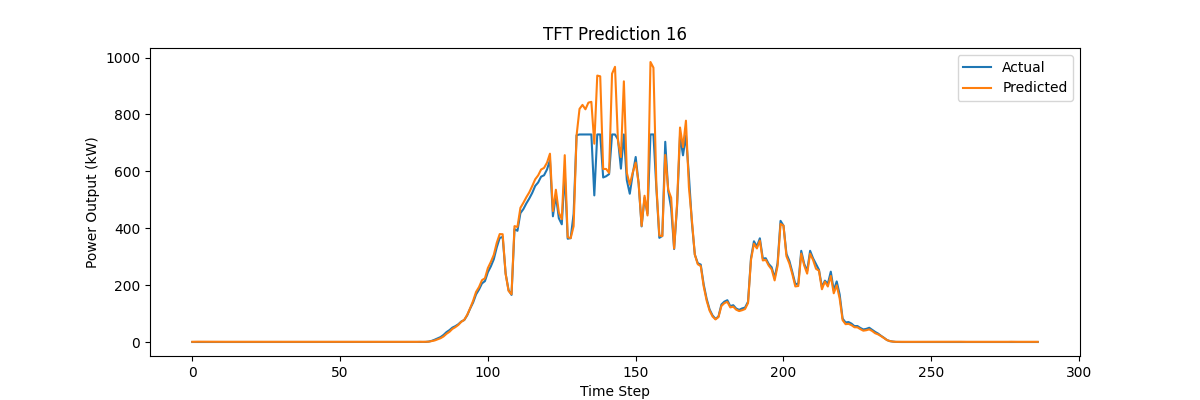 TFT Prediction 16
Actual
Predicted
Power Output (kW)
1000
800
600
400
200
0
0 50 100 150 200 250 300
Time Step